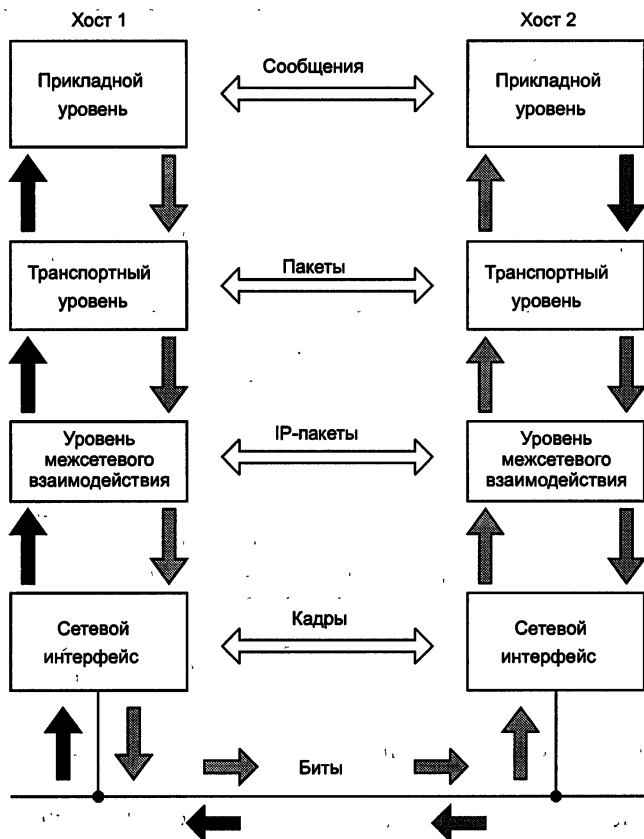 Хост 1
Хост 2
Прикладной
уровень
Сообщения
Прикладной
уровень
Транспортный
уровень
Пакеты
Транспортный
уровень
Уровень
межсетевого
взаимодействия
IP-пакеты
Уровень
межсетевого
взаимодействия
Сетевой
интерфейс
Кадры
Сетевой
интерфейс
Биты